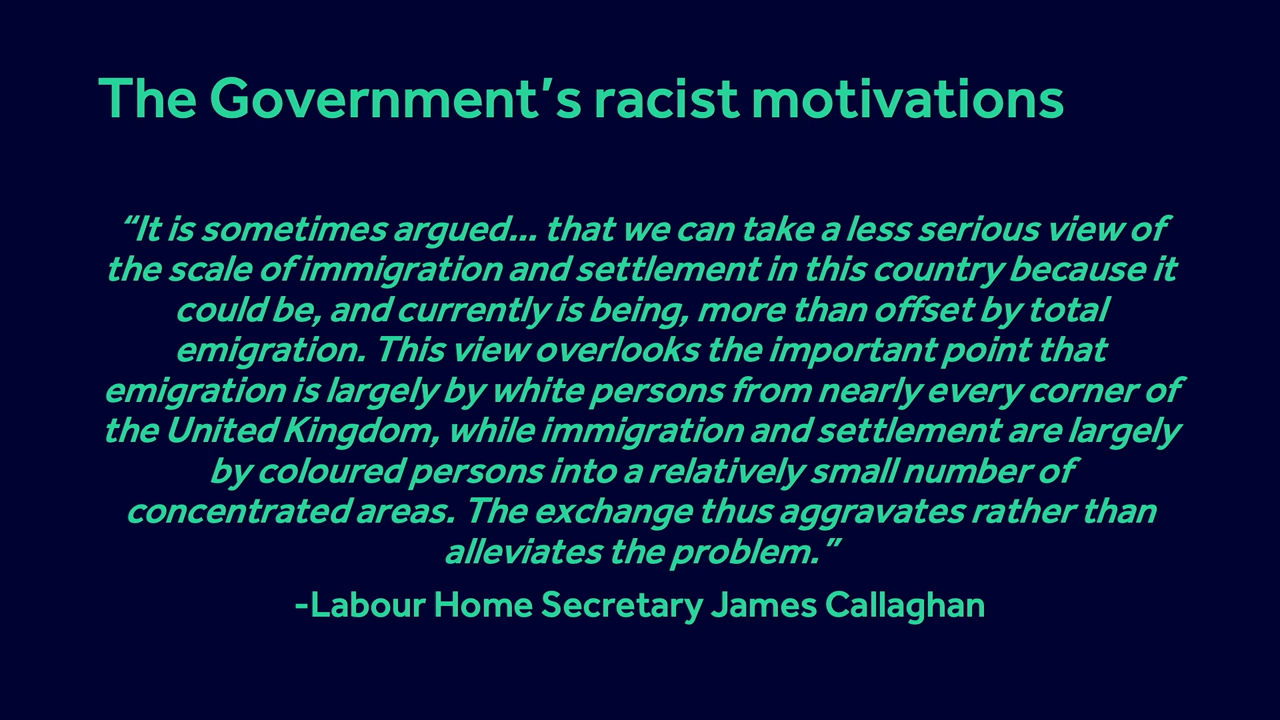 The Government’s racist motivations
“It is sometimes argued... that we can take a less serious view of
the scale of immigration and settlement in this country because it
could be, and currently is being, more than offset by total
emigration. This view overlooks the important point that
emigration is largely by white persons from nearly every corner of
the United Kingdom, while immigration and settlement are largely
by coloured persons into a relatively small number of
concentrated areas. The exchange thus aggravates rather than
alleviates the problem.”
-Labour Home Secretary James Callaghan